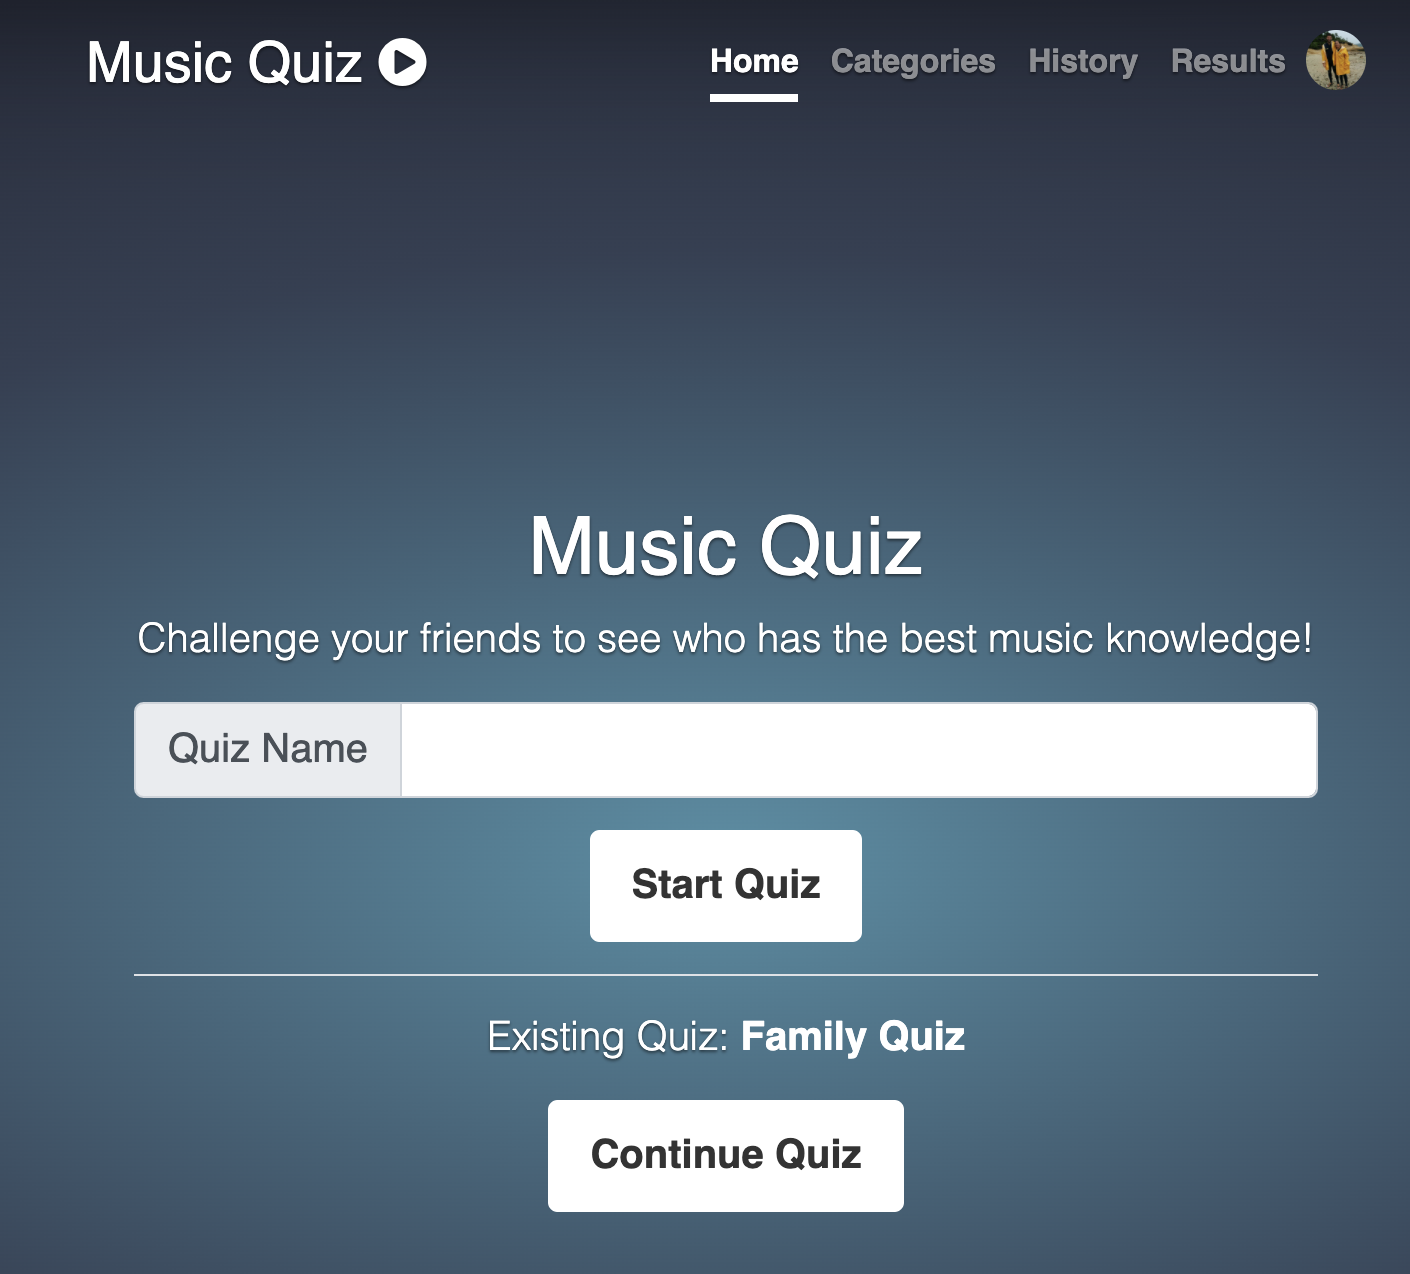 Music Quiz
Home Categories History Results
Music Quiz
Challenge your friends to see who has the best music knowledge!
Quiz Name
Start Quiz
Existing Quiz: Family Quiz
Continue Quiz